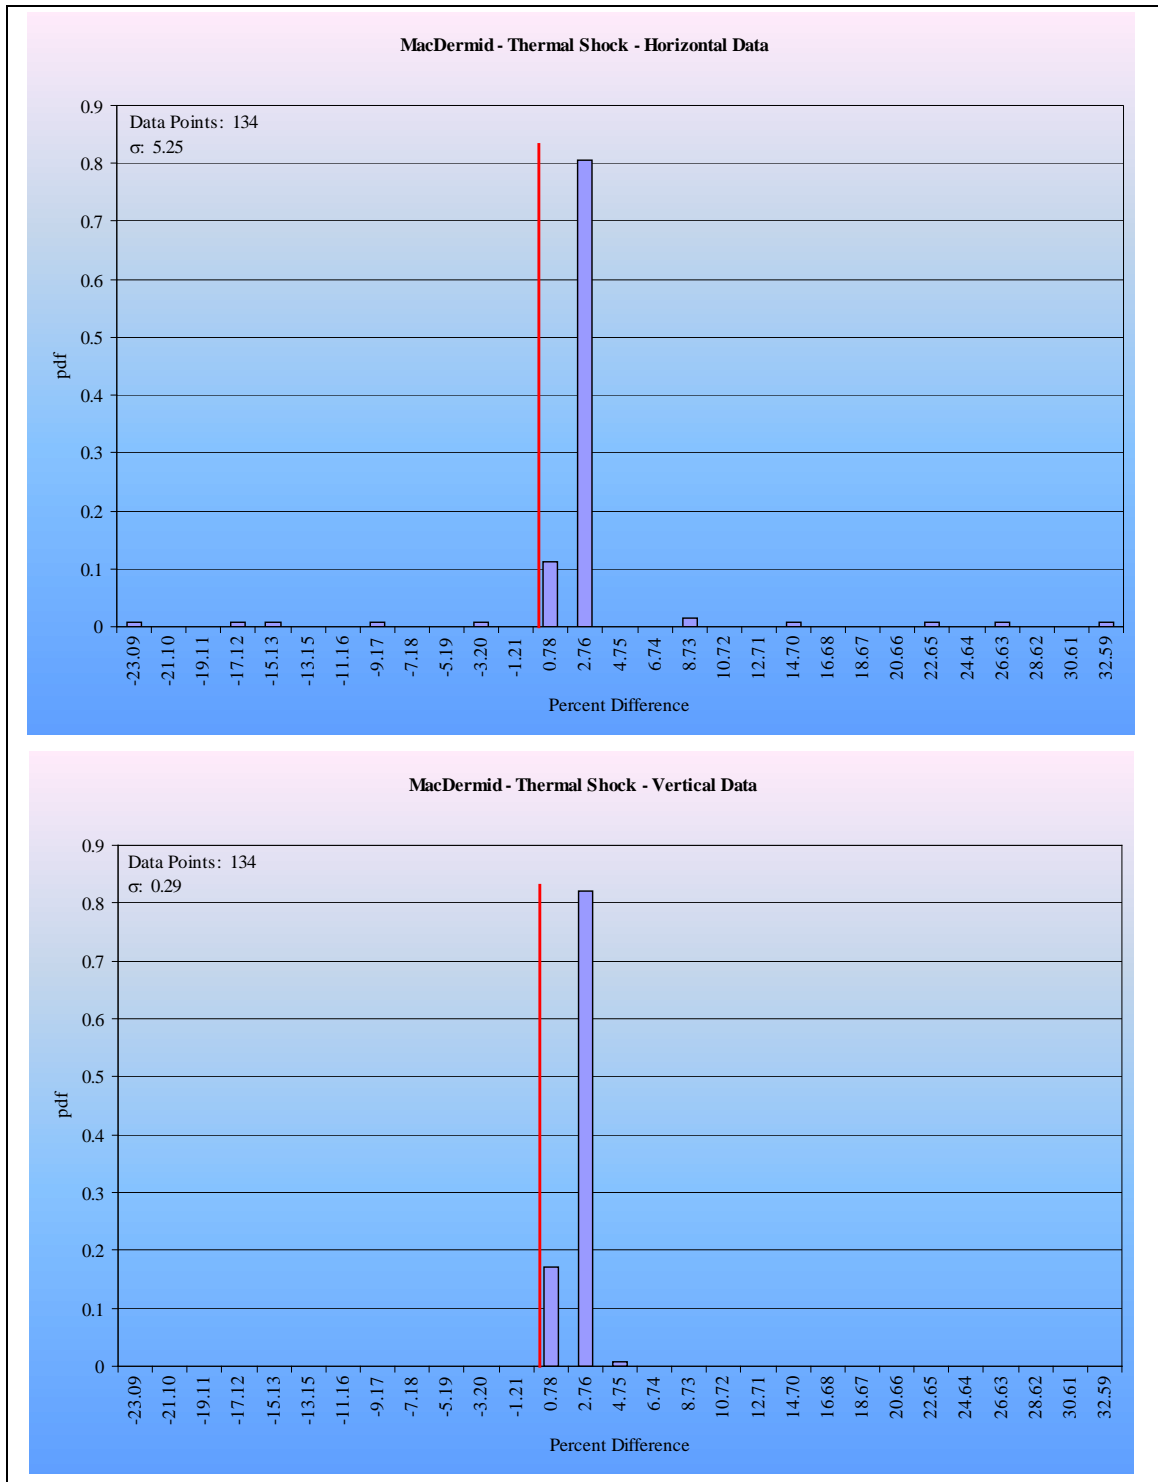 MacDermid - Thermal Shock - Horizontal Data
Data Points: 134
σ: 5.25
0.9
0.8
0.7
0.6
0.5
0.4
0.3
0.2
0.1
0
pdf
-23.09 -21.10 -19.11 -17.12 -15.13 -13.15 -11.16 -9.17 -7.18 -5.19 -3.20 -1.21 0.78 2.76 4.75 6.74 8.73 10.72 12.71 14.70 16.68 18.67 20.66 22.65 24.64 26.63 28.62 30.61 32.59
Percent Difference
MacDermid - Thermal Shock - Vertical Data
Data Points: 134
σ: 0.29
0.9
0.8
0.7
0.6
0.5
0.4
0.3
0.2
0.1
0
pdf
-23.09 -21.10 -19.11 -17.12 -15.13 -13.15 -11.16 -9.17 -7.18 -5.19 -3.20 -1.21 0.78 2.76 4.75 6.74 8.73 10.72 12.71 14.70 16.68 18.67 20.66 22.65 24.64 26.63 28.62 30.61 32.59
Percent Difference